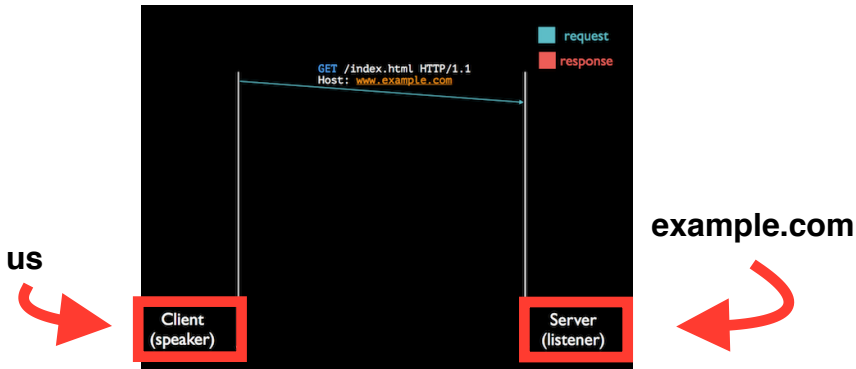 request
response
GET /index.html HTTP/1.1
Host: www.example.com
example.com
us
Client
(speaker)
Server
(listener)